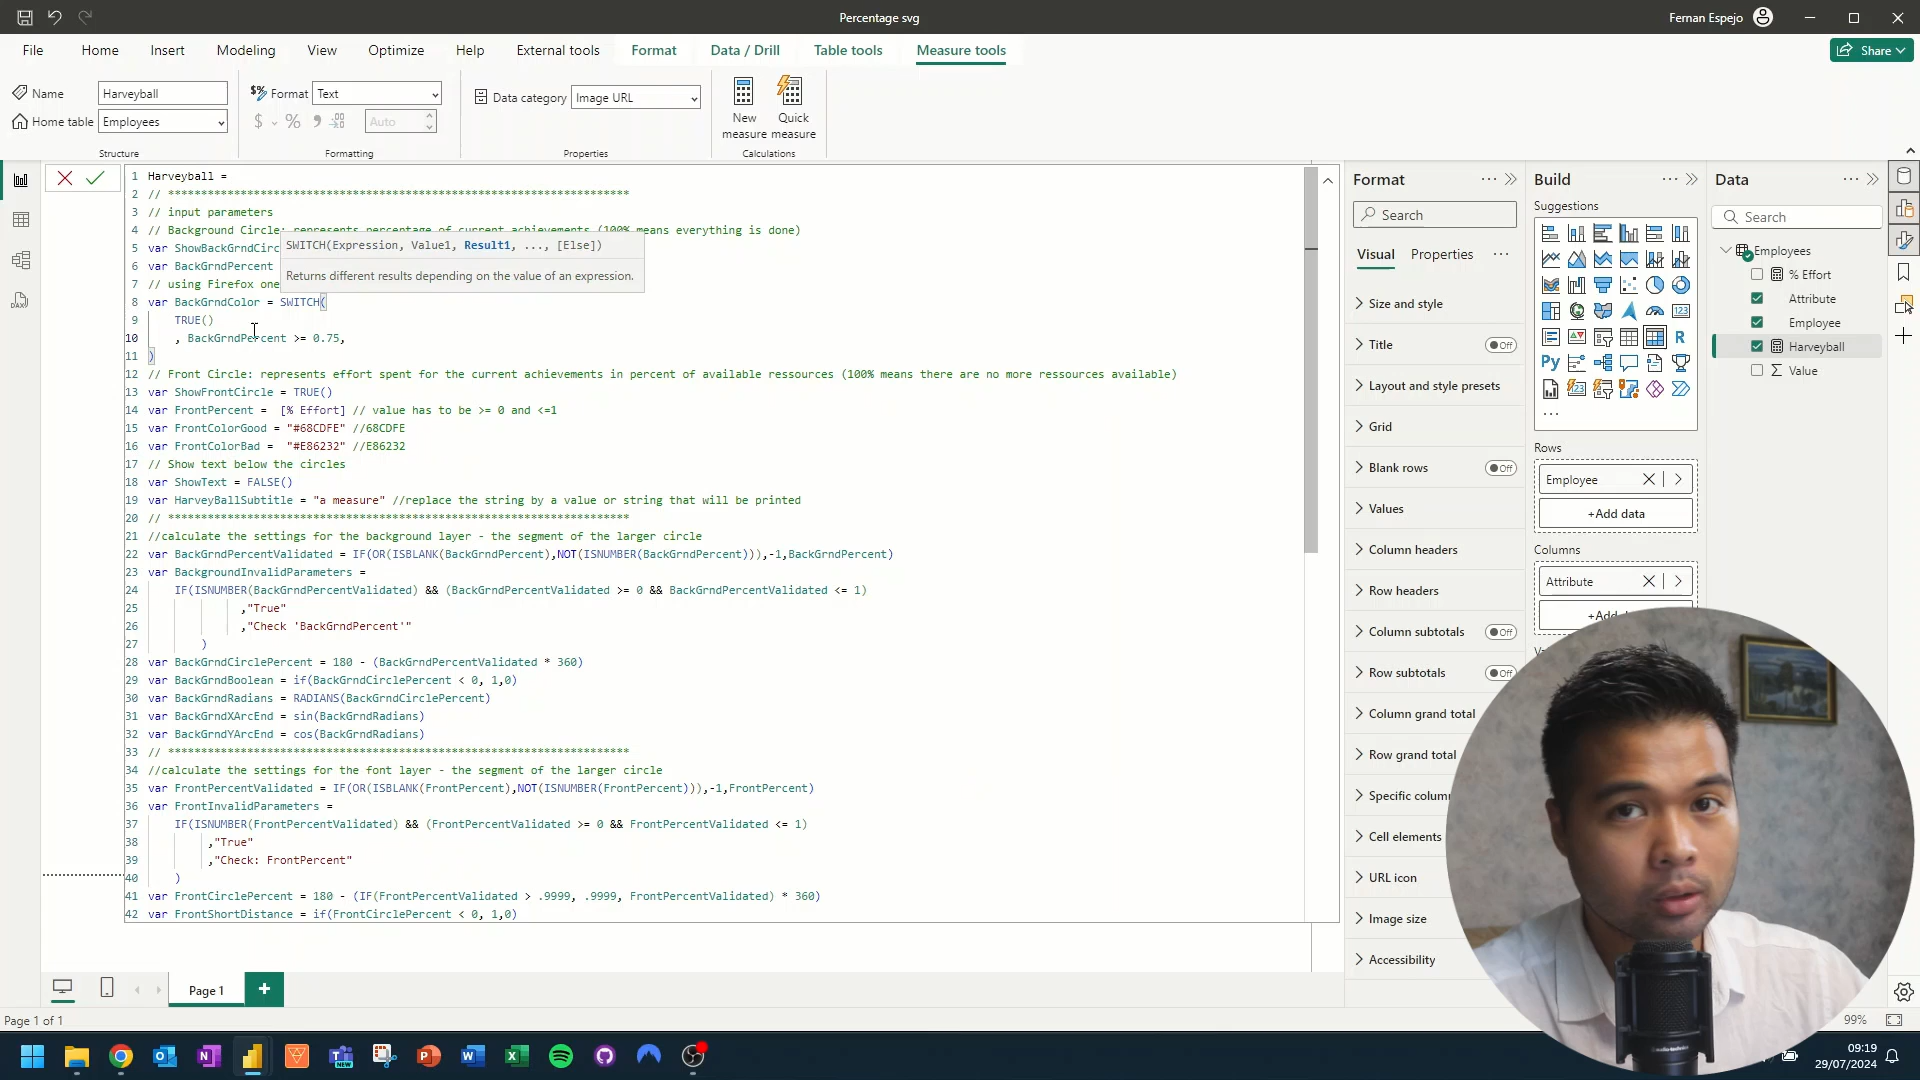 Percentage svg
Fernan Espejo
File Home Insert Modeling View Optimize Help External tools Format Data / Drill Table tools Measure tools
Share
Name Harveyball
Home table Employees
Structure
$% Format Text
$ % Auto
Formatting
Data category Image URL
Properties
New measure
Quick measure
Calculations
1 Harveyball =
2 // **********************************************************************
3 // input parameters
4 // Background Circle: represents percentage of current achievements (100% means everything is done)
5 var ShowBackGrndCirc
6 var BackGrndPercent
7 // using Firefox one
SWITCH(Expression, Value1, Result1, ..., [Else])
Returns different results depending on the value of an expression.
8 var BackGrndColor = SWITCH(
9 TRUE()
10 , BackGrndPercent >= 0.75,
11 )
12 // Front Circle: represents effort spent for the current achievements in percent of available ressources (100% means there are no more ressources available)
13 var ShowFrontCircle = TRUE()
14 var FrontPercent = [% Effort] // value has to be >= 0 and <=1
15 var FrontColorGood = "#68CDFE" //68CDFE
16 var FrontColorBad = "#E86232" //E86232
17 // Show text below the circles
18 var ShowText = FALSE()
19 var HarveyBallSubtitle = "a measure" //replace the string by a value or string that will be printed
20 // **********************************************************************
21 //calculate the settings for the background layer - the segment of the larger circle
22 var BackGrndPercentValidated = IF(OR(ISBLANK(BackGrndPercent),NOT(ISNUMBER(BackGrndPercent))),-1,BackGrndPercent)
23 var BackgroundInvalidParameters =
24 IF(ISNUMBER(BackGrndPercentValidated) && (BackGrndPercentValidated >= 0 && BackGrndPercentValidated <= 1)
25 ,"True"
26 ,"Check 'BackGrndPercent'"
27 )
28 var BackGrndCirclePercent = 180 - (BackGrndPercentValidated * 360)
29 var BackGrndBoolean = if(BackGrndCirclePercent < 0, 1,0)
30 var BackGrndRadians = RADIANS(BackGrndCirclePercent)
31 var BackGrndXArcEnd = sin(BackGrndRadians)
32 var BackGrndYArcEnd = cos(BackGrndRadians)
33 // **********************************************************************
34 //calculate the settings for the font layer - the segment of the larger circle
35 var FrontPercentValidated = IF(OR(ISBLANK(FrontPercent),NOT(ISNUMBER(FrontPercent))),-1,FrontPercent)
36 var FrontInvalidParameters =
37 IF(ISNUMBER(FrontPercentValidated) && (FrontPercentValidated >= 0 && FrontPercentValidated <= 1)
38 ,"True"
39 ,"Check: FrontPercent"
40 )
41 var FrontCirclePercent = 180 - (IF(FrontPercentValidated > .9999, .9999, FrontPercentValidated) * 360)
42 var FrontShortDistance = if(FrontCirclePercent < 0, 1,0)
Format
Search
Visual Properties
Size and style
Title Off
Layout and style presets
Grid
Blank rows Off
Values
Column headers
Row headers
Column subtotals Off
Row subtotals Off
Column grand total
Row grand total
Specific colum
Cell elements
URL icon
Image size
Accessibility
Build
Suggestions
Rows
Employee
+Add data
Columns
Attribute
Data
Search
Employees
% Effort
Attribute
Employee
Harveyball
Value
Page 1
Page 1 of 1
99%
09:19
29/07/2024